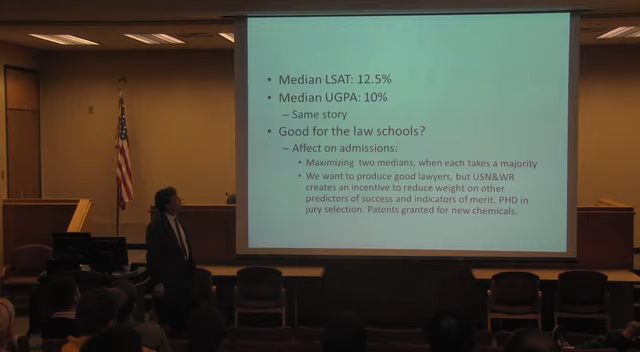 • Median LSAT: 12.5%
• Median UGPA: 10%
– Same story
• Good for the law schools?
– Affect on admissions:
• Maximizing two medians, when each takes a majority
• We want to produce good lawyers, but USN&WR
creates an incentive to reduce weight on other
predictors of success and indicators of merit. PHD in
jury selection. Patents granted for new chemicals.